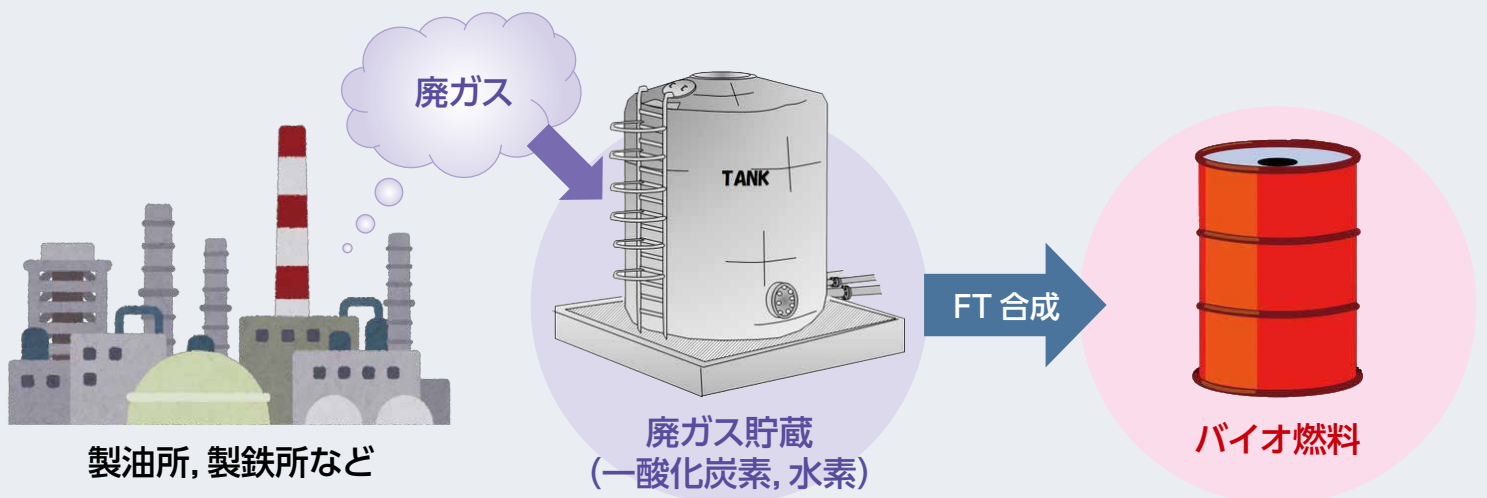 廃ガス
TANK
FT 合成
製油所, 製鉄所など
廃ガス貯蔵
(一酸化炭素, 水素)
バイオ燃料